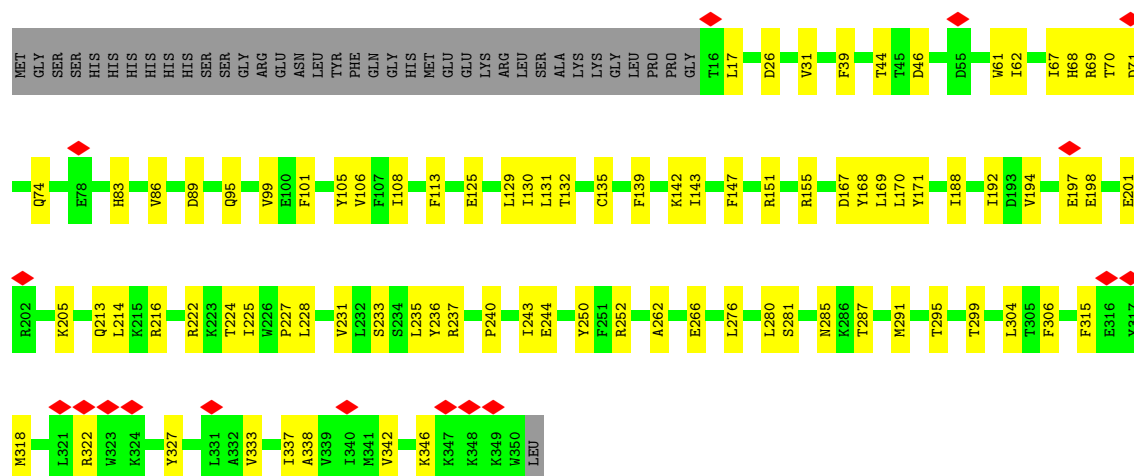 MET GLY SER SER HIS HIS HIS HIS HIS HIS SER SER GLY ARG GLU ASN LEU TYR PHE GLN GLY HIS MET GLU GLU LYS ARG LEU SER ALA LYS LYS GLY LEU PRO PRO GLY T16 L17 D26 V31 F39 T44 T45 D46 D55 W61 I62 I67 H68 R69 T70 D71
Q74 E78 H83 V86 D89 Q95 V99 E100 F101 Y105 V106 F107 I108 F113 E125 L129 I130 L131 T132 C135 F139 K142 I143 F147 R151 R155 D167 Y168 L169 L170 Y171 I188 I192 D193 V194 E197 E198 E201
R202 K205 Q213 L214 K215 R216 R222 K223 T224 I225 W226 P227 L228 V231 L232 S233 S234 L235 Y236 R237 P240 I243 E244 Y250 F251 R252 A262 E266 L276 L280 S281 N285 K286 T287 M291 T295 T299 L304 T305 F306 F315 E316 Y317
M318 L321 R322 W323 K324 Y327 L331 A332 V333 I337 A338 V339 I340 M341 V342 K346 K347 K348 K349 W350 LEU